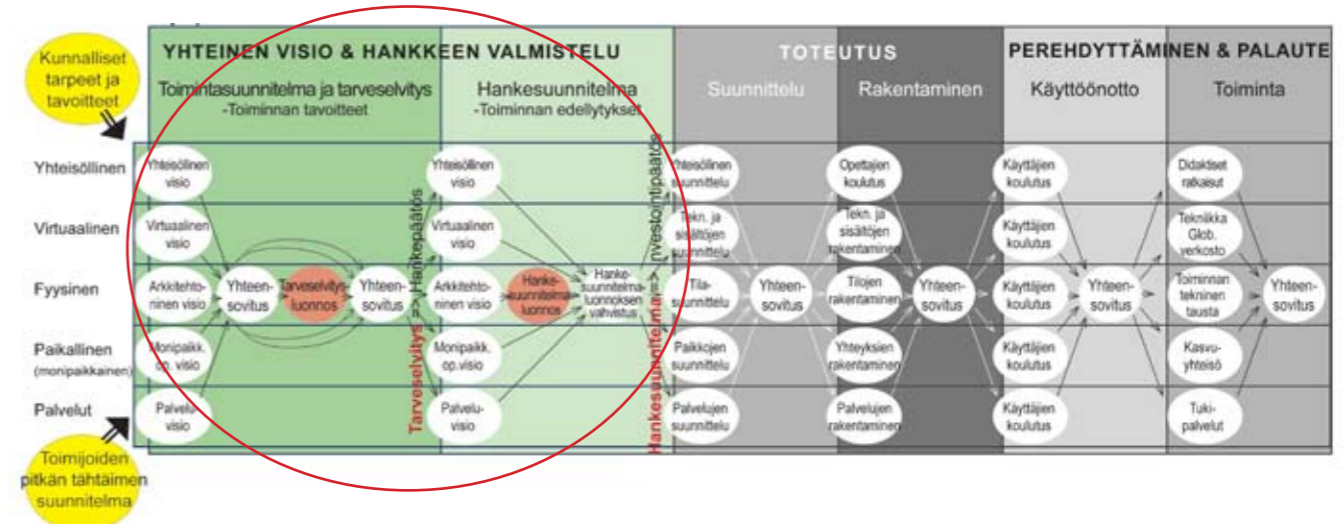 YHTEINEN VISIO & HANKKEEN VALMISTELU
TOTEUTUS
PEREHDYTTÄMINEN & PALAUTE
Kunnalliset
tarpeet ja
tavoitteet
Toimintasuunnitelma ja tarveselvitys
-Toiminnan tavoitteet
Hankesuunnitelma
-Toiminnan edellytykset
Suunnittelu
Rakentaminen
Käyttöönotto
Toiminta
Yhteisöllinen
Yhteisöllinen
visio
Yhteisöllinen
visio
Yhteisöllinen
suunnittelu
Opettajien
koulutus
Käyttäjien
koulutus
Didaktiset
ratkaisut
Virtuaalinen
Virtuaalinen
visio
Virtuaalinen
visio
Tekn. ja
sisältöjen
suunnittelu
Tekn. ja
sisältöjen
rakentaminen
Käyttäjien
koulutus
Tekniikka
Glob.
verkosto
Fyysinen
Arkkitehto-
ninen visio
Yhteen-
sovitus
Tarveselvitys-
luonnos
Yhteen-
sovitus
Arkkitehto-
ninen visio
Hanke-
suunnitelma-
luonnos
Hanke-
suunnitelma-
luonnoksen
vahvistus
Tila-
suunnittelu
Yhteen-
sovitus
Tilojen
rakentaminen
Yhteen-
sovitus
Käyttäjien
koulutus
Yhteen-
sovitus
Toiminnan
tekninen
tausta
Yhteen-
sovitus
Paikallinen
(monipaikkainen)
Monipaikk.
op. visio
Monipaikk.
op.visio
Paikkojen
suunnittelu
Yhteyksien
rakentaminen
Käyttäjien
koulutus
Kasvu-
yhteisö
Palvelut
Palvelu-
visio
Palvelu-
visio
Palvelujen
suunnittelu
Palvelujen
rakentaminen
Käyttäjien
koulutus
Tuki-
palvelut
Tarveselvitys => Hankepäätös
Hankesuunnitelma => Investointipäätös
Toimijoiden
pitkän tähtäimen
suunnitelma